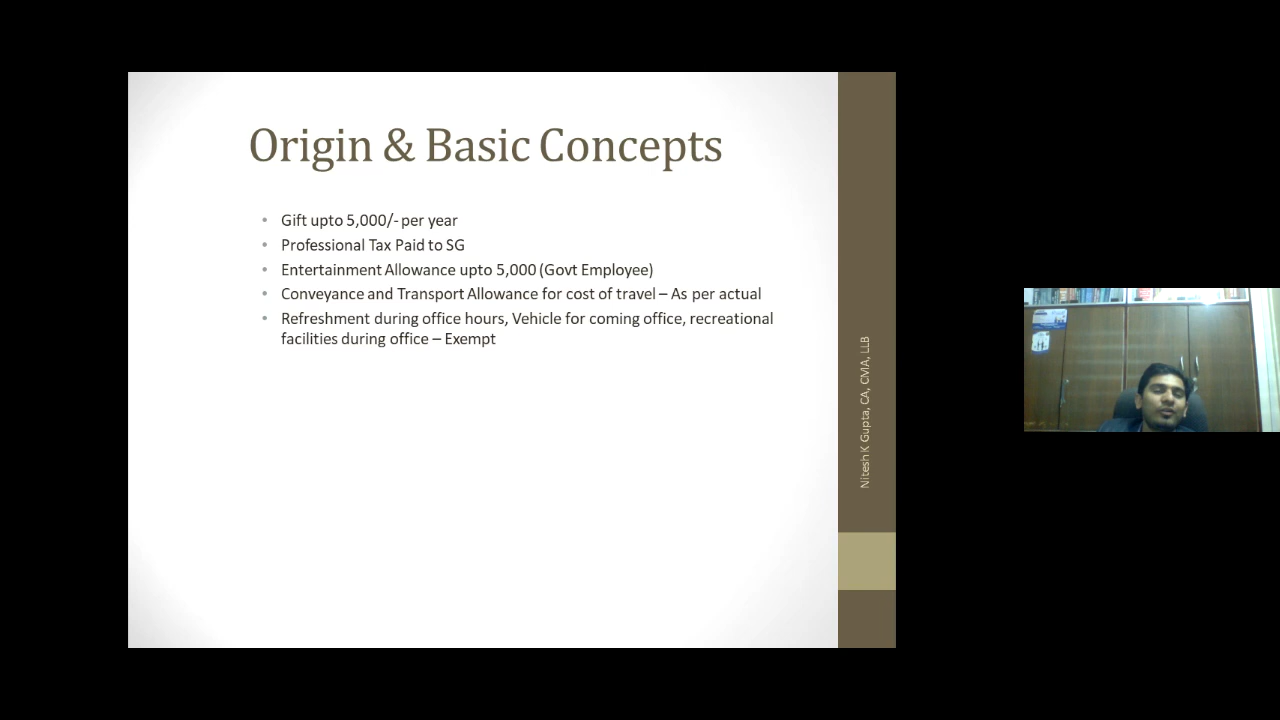 Origin & Basic Concepts
Gift upto 5,000/- per year
Professional Tax Paid to SG
Entertainment Allowance upto 5,000 (Govt Employee)
Conveyance and Transport Allowance for cost of travel – As per actual
Refreshment during office hours, Vehicle for coming office, recreational
facilities during office – Exempt
Nitesh K Gupta, CA, CMA, LLB